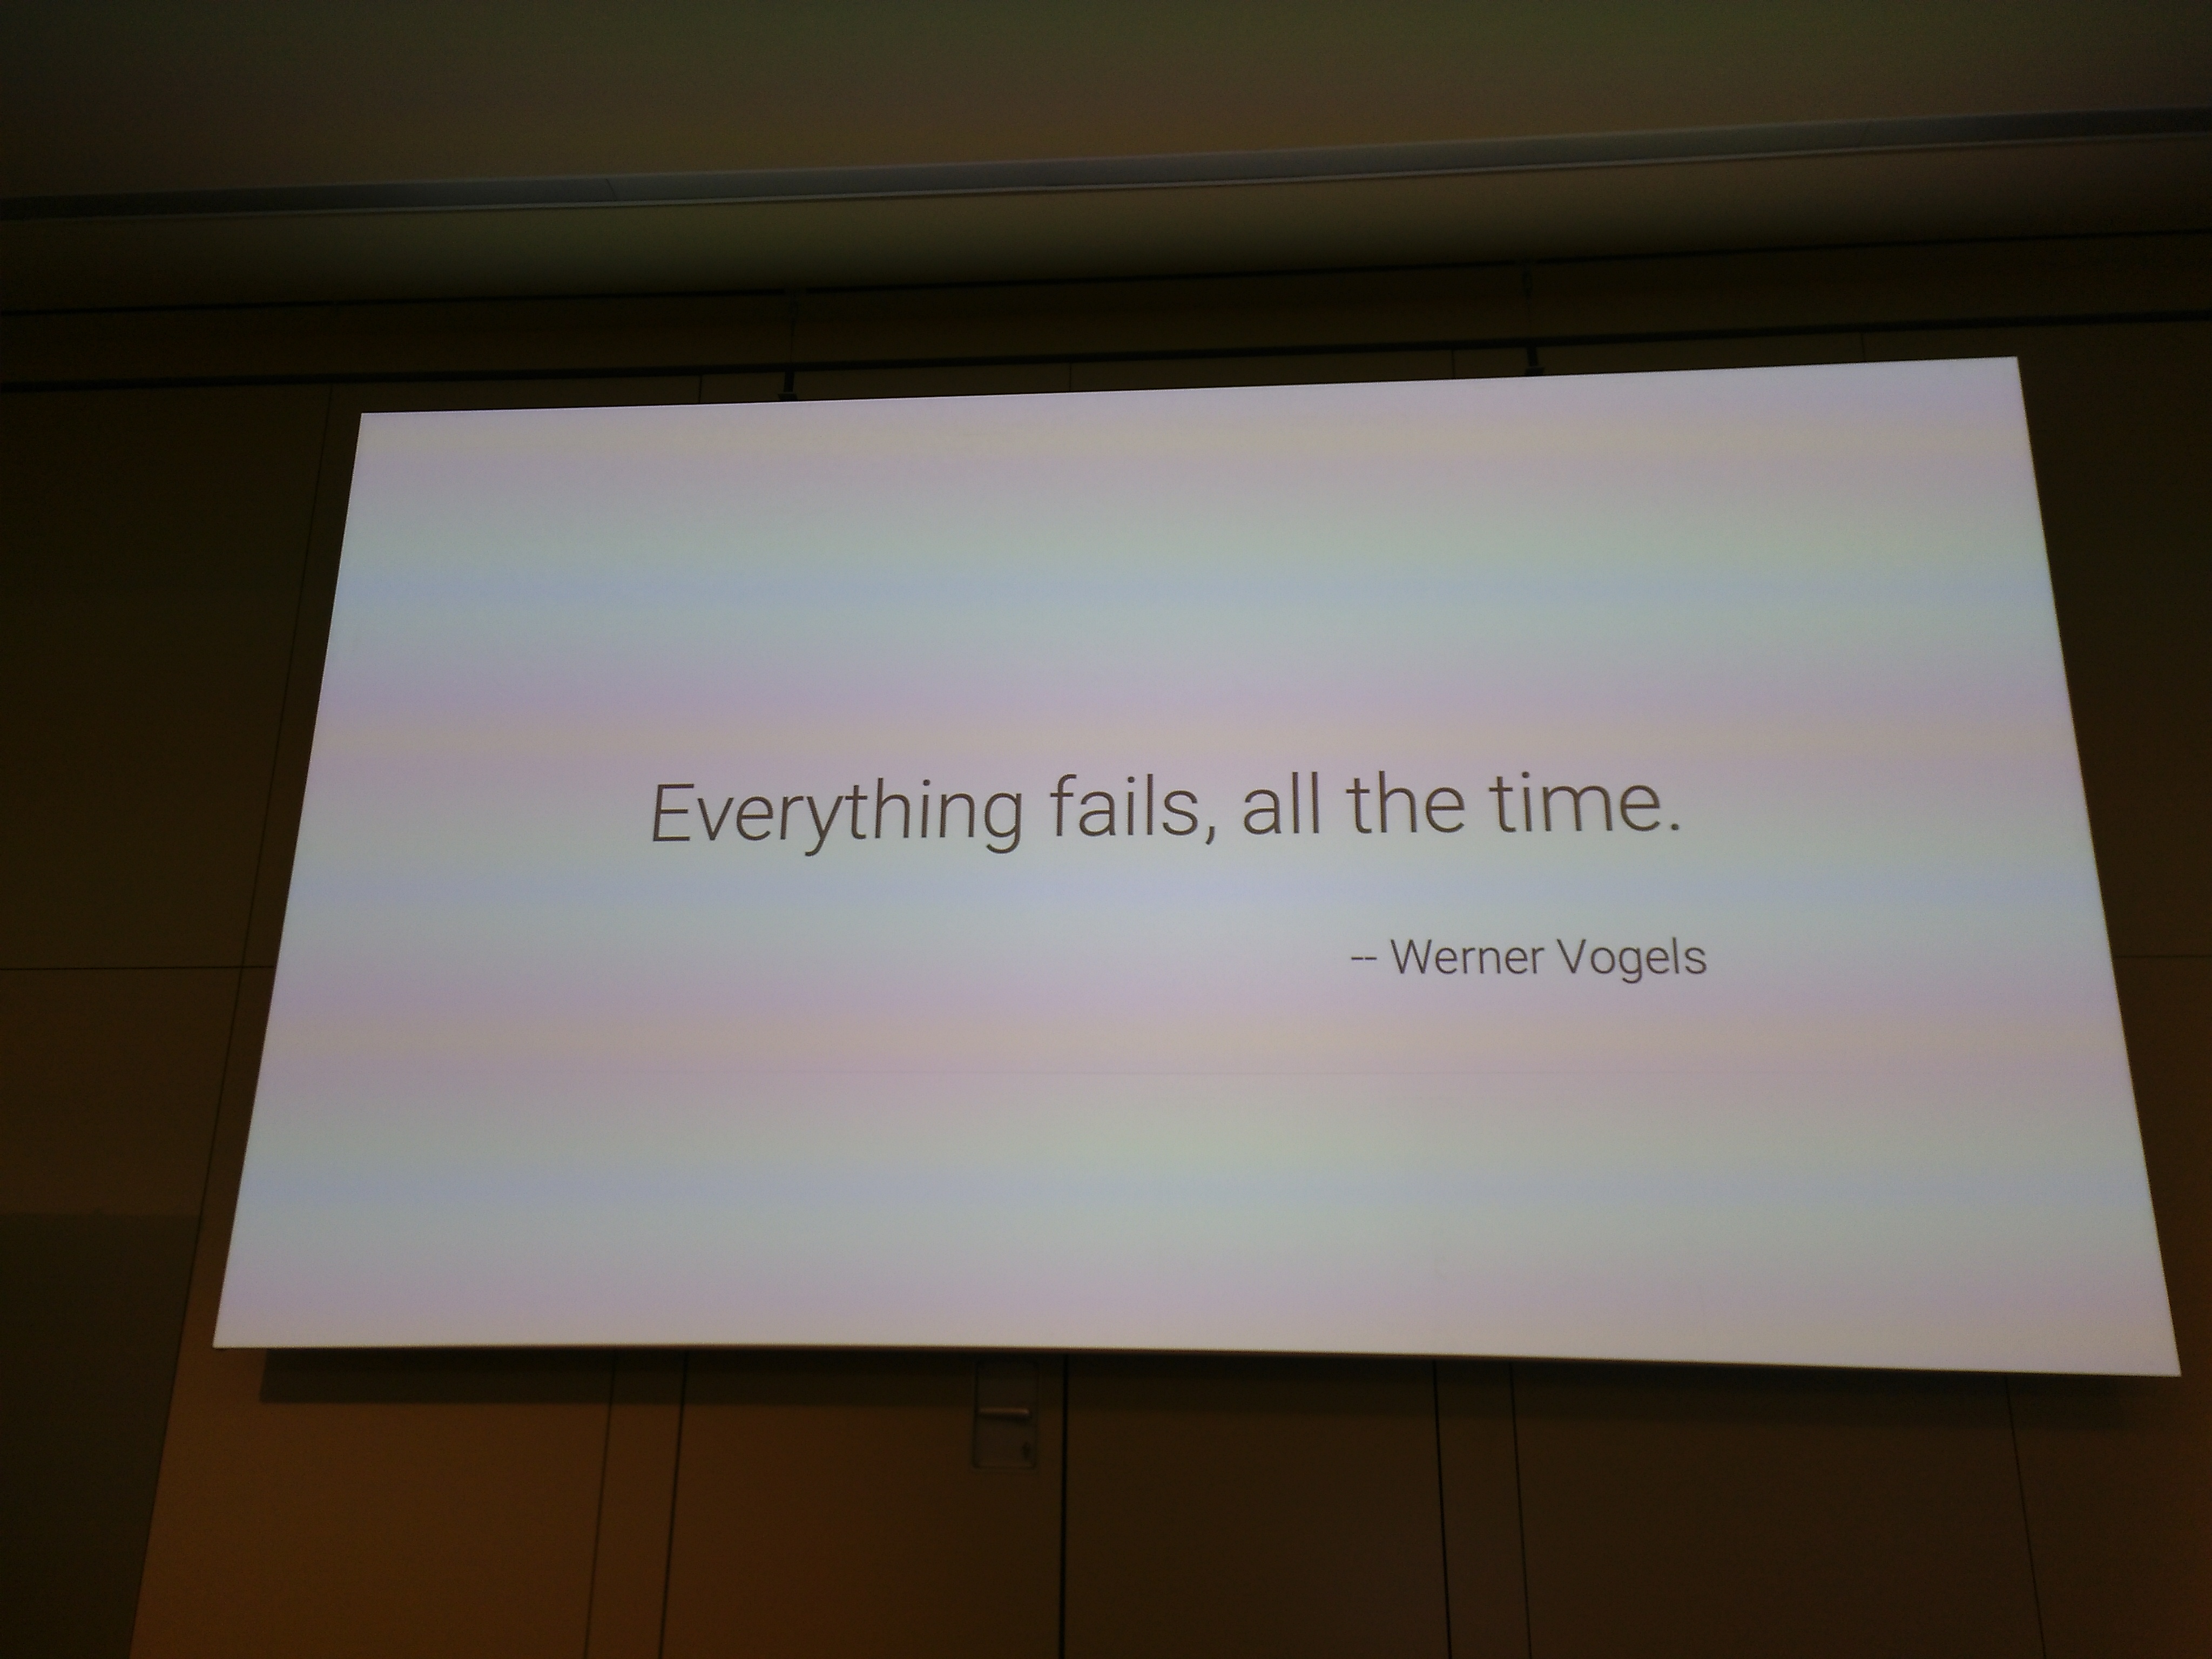 Everything fails, all the time.
-- Werner Vogels